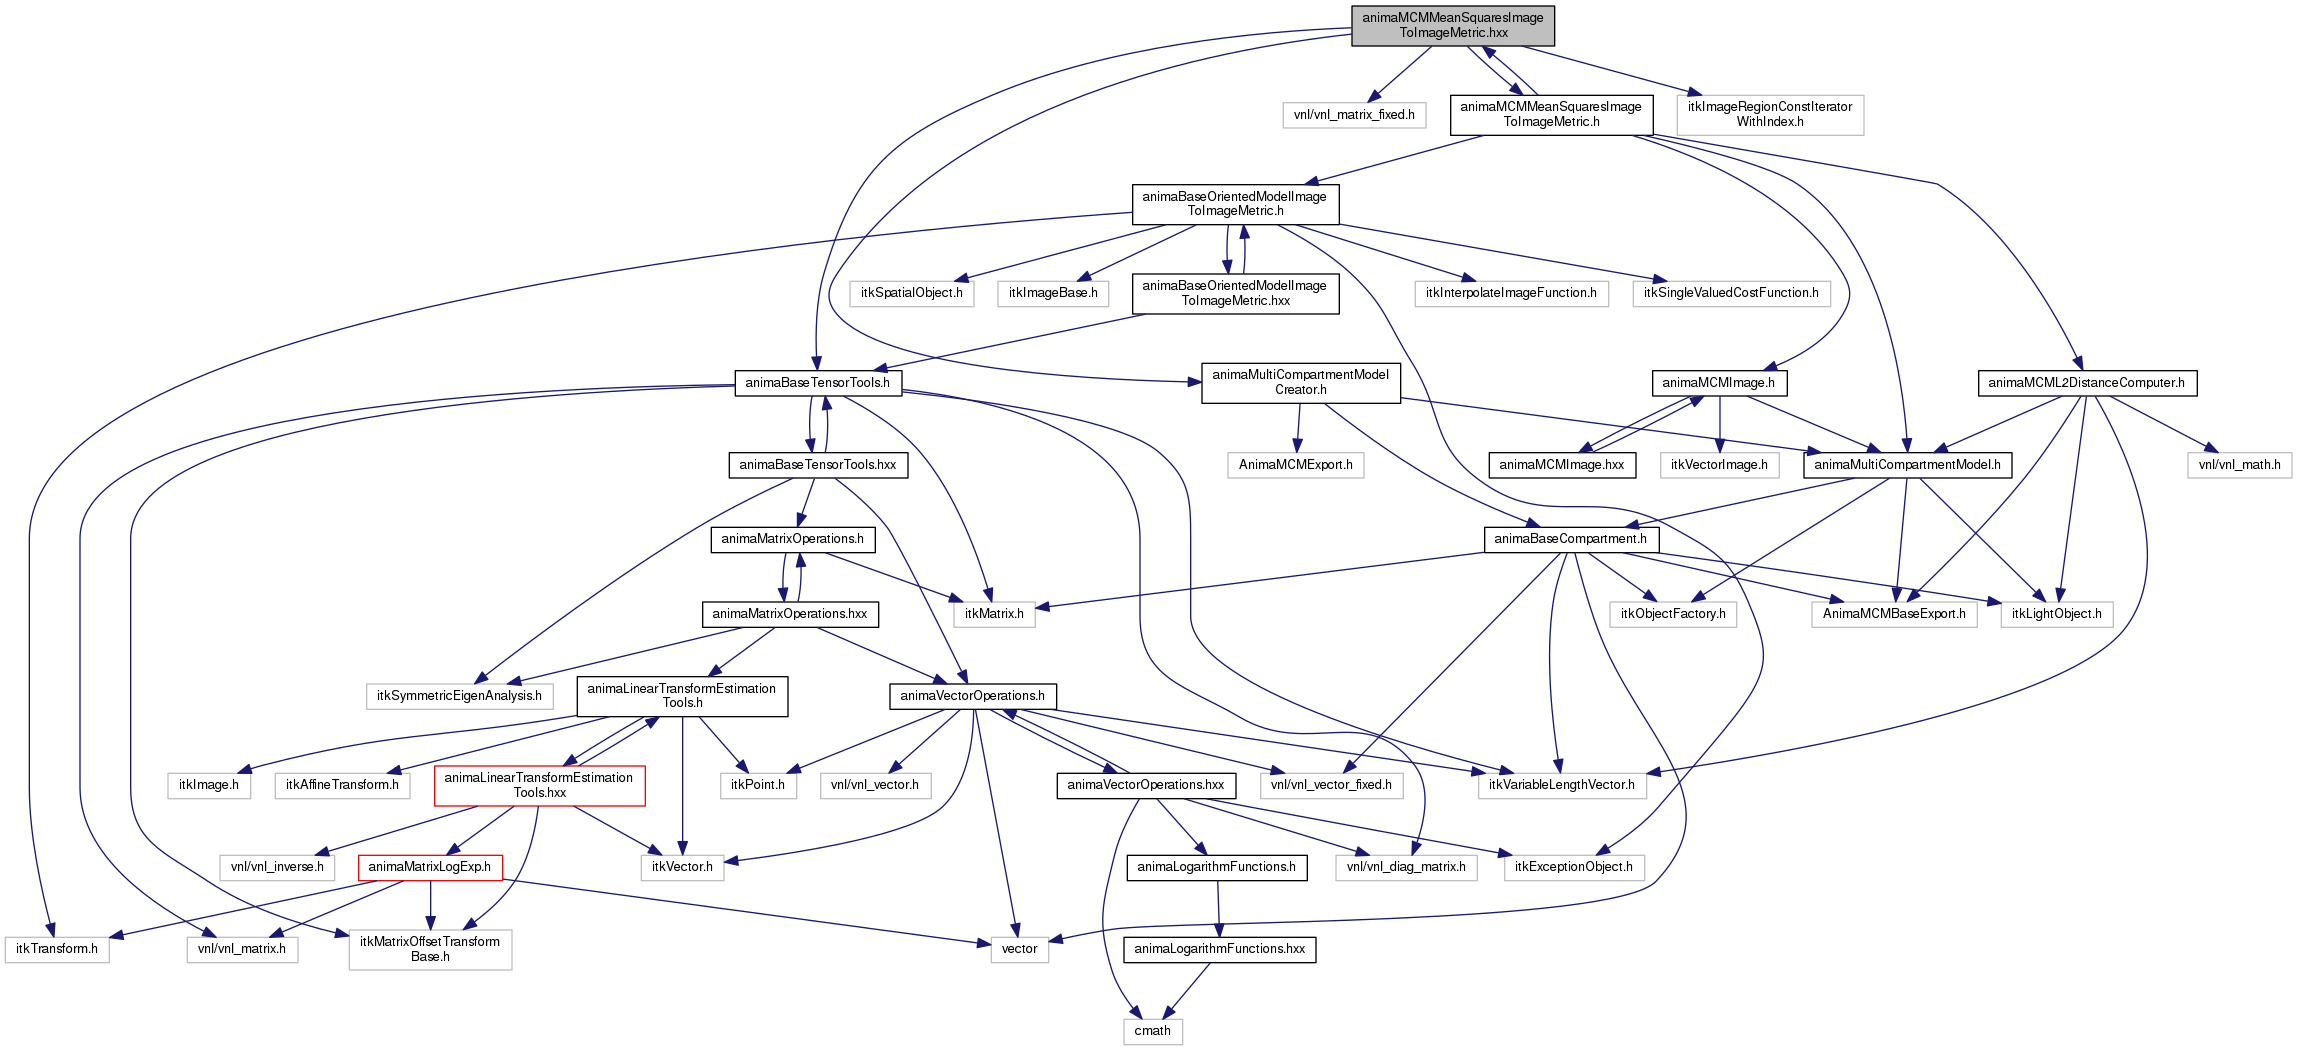 animaMCMMeanSquaresImage
ToImageMetric.hxx
vnl/vnl_matrix_fixed.h
animaMCMMeanSquaresImage
ToImageMetric.h
itkImageRegionConstIterator
WithIndex.h
animaBaseOrientedModelImage
ToImageMetric.h
itkSpatialObject.h
itkImageBase.h
animaBaseOrientedModelImage
ToImageMetric.hxx
itkInterpolateImageFunction.h
itkSingleValuedCostFunction.h
animaBaseTensorTools.h
animaMultiCompartmentModel
Creator.h
animaMCMImage.h
animaMCML2DistanceComputer.h
animaBaseTensorTools.hxx
AnimaMCMExport.h
animaMCMImage.hxx
itkVectorImage.h
animaMultiCompartmentModel.h
vnl/vnl_math.h
animaMatrixOperations.h
animaBaseCompartment.h
animaMatrixOperations.hxx
itkMatrix.h
itkObjectFactory.h
AnimaMCMBaseExport.h
itkLightObject.h
itkSymmetricEigenAnalysis.h
animaLinearTransformEstimation
Tools.h
animaVectorOperations.h
itkImage.h
itkAffineTransform.h
animaLinearTransformEstimation
Tools.hxx
itkPoint.h
vnl/vnl_vector.h
animaVectorOperations.hxx
vnl/vnl_vector_fixed.h
itkVariableLengthVector.h
vnl/vnl_inverse.h
animaMatrixLogExp.h
itkVector.h
animaLogarithmFunctions.h
vnl/vnl_diag_matrix.h
itkExceptionObject.h
itkTransform.h
vnl/vnl_matrix.h
itkMatrixOffsetTransform
Base.h
vector
animaLogarithmFunctions.hxx
cmath